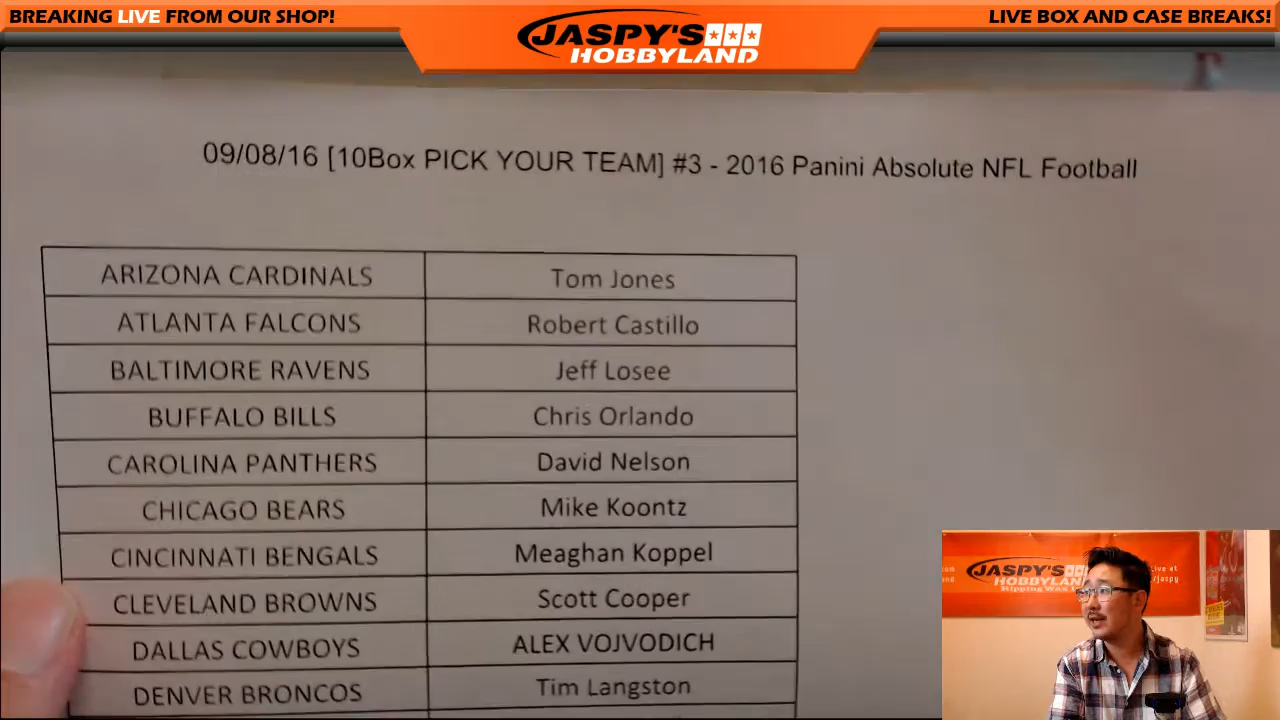 BREAKING LIVE FROM OUR SHOP!
JASPY'S
HOBBYLAND
LIVE BOX AND CASE BREAKS!
09/08/16 [10Box PICK YOUR TEAM] #3 - 2016 Panini Absolute NFL Football
ARIZONA CARDINALS Tom Jones
ATLANTA FALCONS Robert Castillo
BALTIMORE RAVENS Jeff Losee
BUFFALO BILLS Chris Orlando
CAROLINA PANTHERS David Nelson
CHICAGO BEARS Mike Koontz
CINCINNATI BENGALS Meaghan Koppel
CLEVELAND BROWNS Scott Cooper
DALLAS COWBOYS ALEX VOJVODICH
DENVER BRONCOS Tim Langston
JASPY'S
HOBBYLAND
Live at
/jaspy